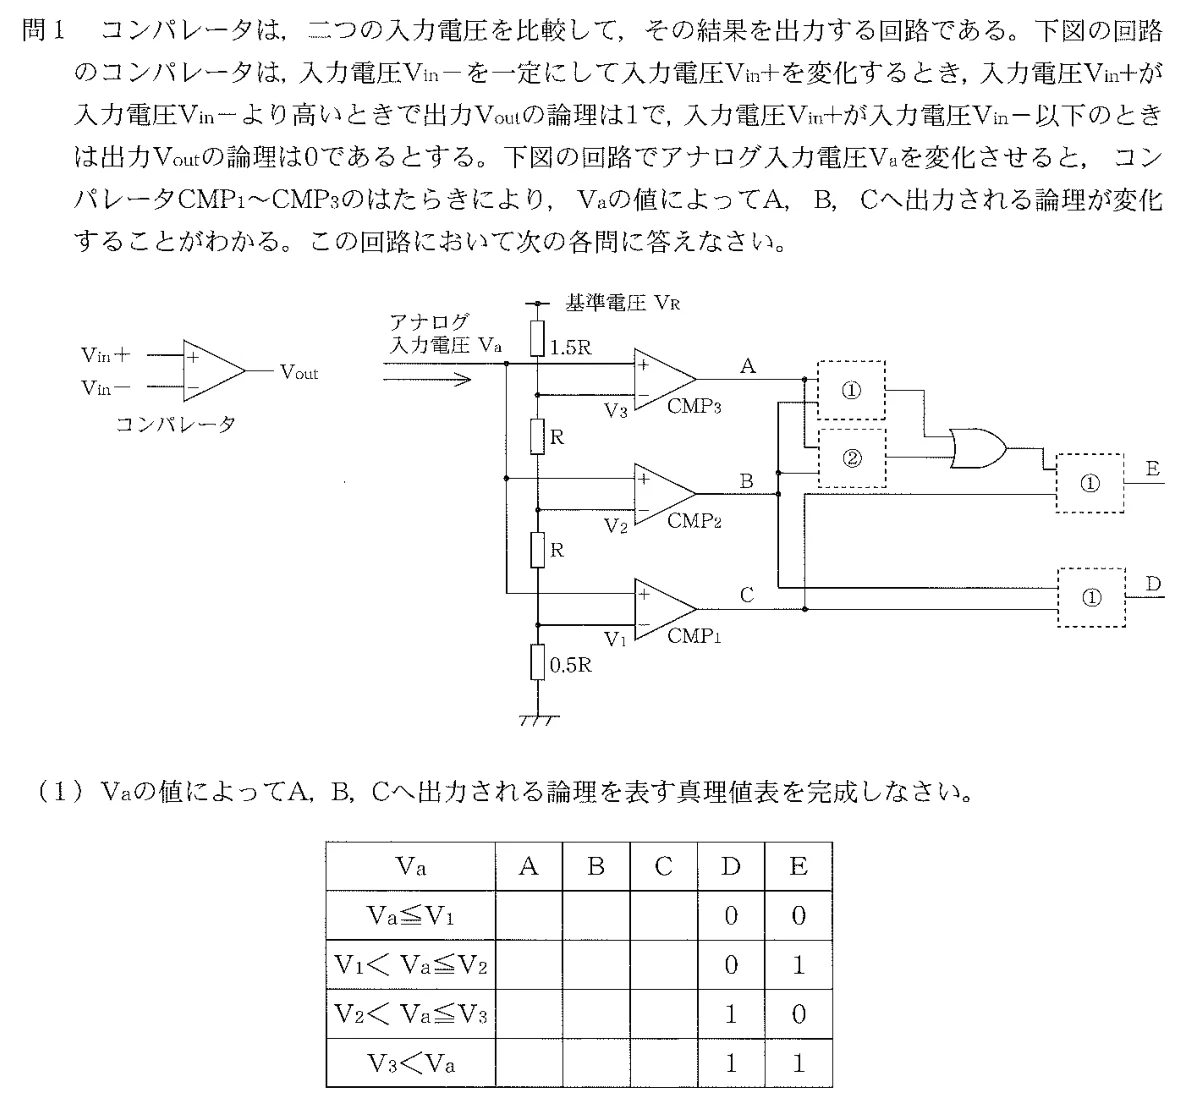 問1 コンパレータは，二つの入力電圧を比較して，その結果を出力する回路である。下図の回路
のコンパレータは，入力電圧Vin－を一定にして入力電圧Vin＋を変化するとき，入力電圧Vin＋が
入力電圧Vin－より高いときで出力Voutの論理は1で，入力電圧Vin＋が入力電圧Vin－以下のとき
は出力Voutの論理は0であるとする。下図の回路でアナログ入力電圧Vaを変化させると，コン
パレータCMP1～CMP3のはたらきにより，Vaの値によってA，B，Cへ出力される論理が変化
することがわかる。この回路において次の各問に答えなさい。
基準電圧 VR
アナログ
入力電圧 Va
1.5R
Vin＋
＋
Vin－
－
Vout
コンパレータ
＋
－
V3
CMP3
A
①
R
②
＋
－
V2
CMP2
B
①
E
R
＋
－
V1
CMP1
C
①
D
0.5R
（1）Vaの値によってA，B，Cへ出力される論理を表す真理値表を完成しなさい。
Va A B C D E
Va≦V1 0 0
V1＜Va≦V2 0 1
V2＜Va≦V3 1 0
V3＜Va 1 1